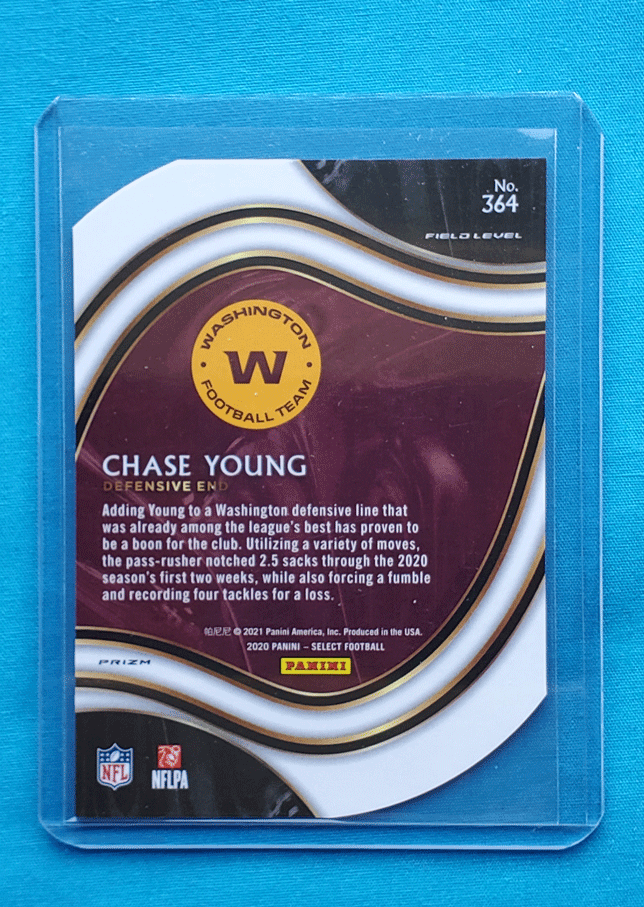 No.
364
FIELD LEVEL
WASHINGTON
W
FOOTBALL TEAM
CHASE YOUNG
DEFENSIVE END
Adding Young to a Washington defensive line that
was already among the league's best has proven to
be a boon for the club. Utilizing a variety of moves,
the pass-rusher notched 2.5 sacks through the 2020
season's first two weeks, while also forcing a fumble
and recording four tackles for a loss.
帕尼尼 © 2021 Panini America, Inc. Produced in the USA.
2020 PANINI – SELECT FOOTBALL
PANINI
PRIZM
NFL
NFLPA